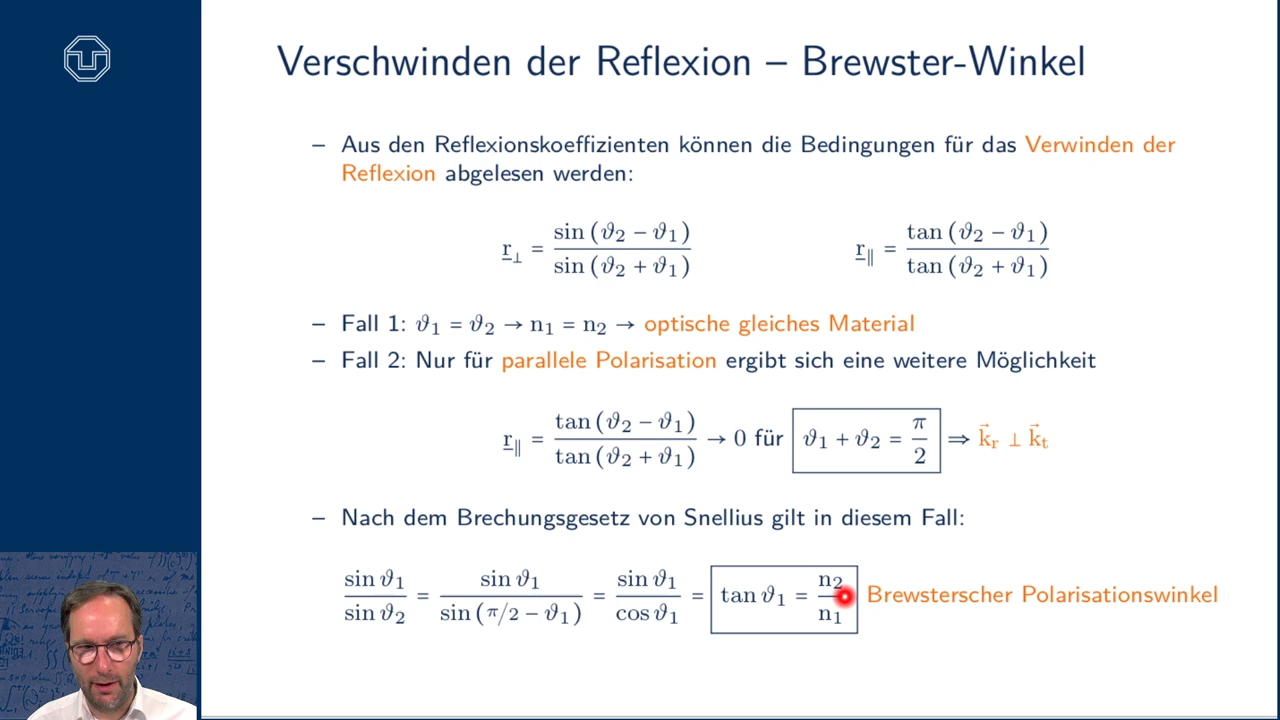 Verschwinden der Reflexion – Brewster-Winkel
– Aus den Reflexionskoeffizienten können die Bedingungen für das Verwinden der
Reflexion abgelesen werden:
r⊥ = sin (ϑ2 − ϑ1) / sin (ϑ2 + ϑ1) r∥ = tan (ϑ2 − ϑ1) / tan (ϑ2 + ϑ1)
– Fall 1: ϑ1 = ϑ2 → n1 = n2 → optische gleiches Material
– Fall 2: Nur für parallele Polarisation ergibt sich eine weitere Möglichkeit
r∥ = tan (ϑ2 − ϑ1) / tan (ϑ2 + ϑ1) → 0 für ϑ1 + ϑ2 = π / 2 ⇒ k⃗r ⊥ k⃗t
– Nach dem Brechungsgesetz von Snellius gilt in diesem Fall:
sin ϑ1 / sin ϑ2 = sin ϑ1 / sin (π/2 − ϑ1) = sin ϑ1 / cos ϑ1 = tan ϑ1 = n2 / n1 Brewsterscher Polarisationswinkel